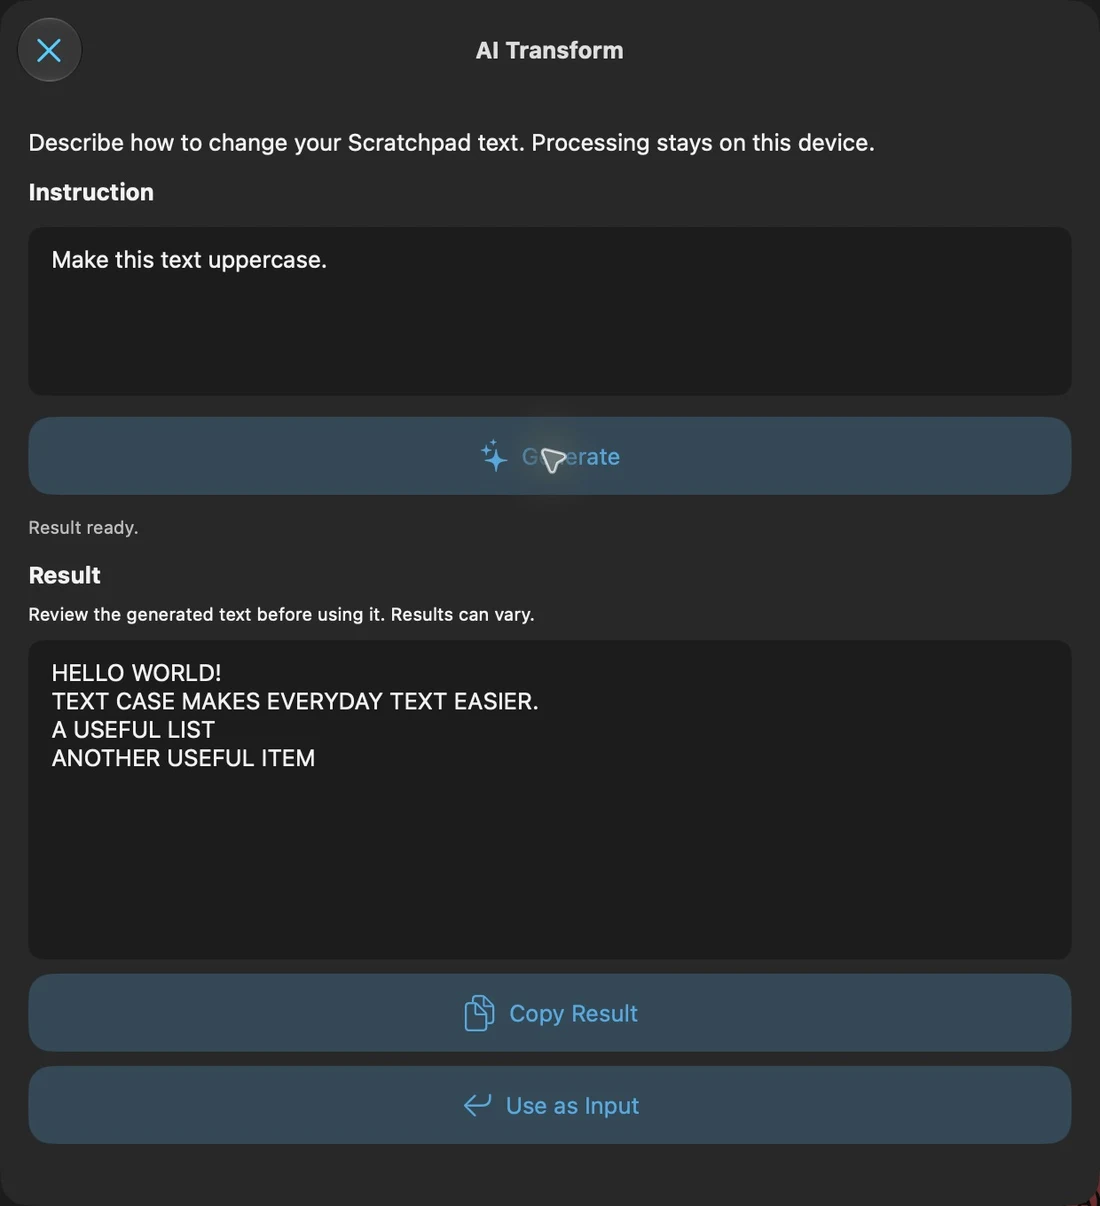 AI Transform
Describe how to change your Scratchpad text. Processing stays on this device.
Instruction
Make this text uppercase.
Generate
Result ready.
Result
Review the generated text before using it. Results can vary.
HELLO WORLD!
TEXT CASE MAKES EVERYDAY TEXT EASIER.
A USEFUL LIST
ANOTHER USEFUL ITEM
Copy Result
Use as Input